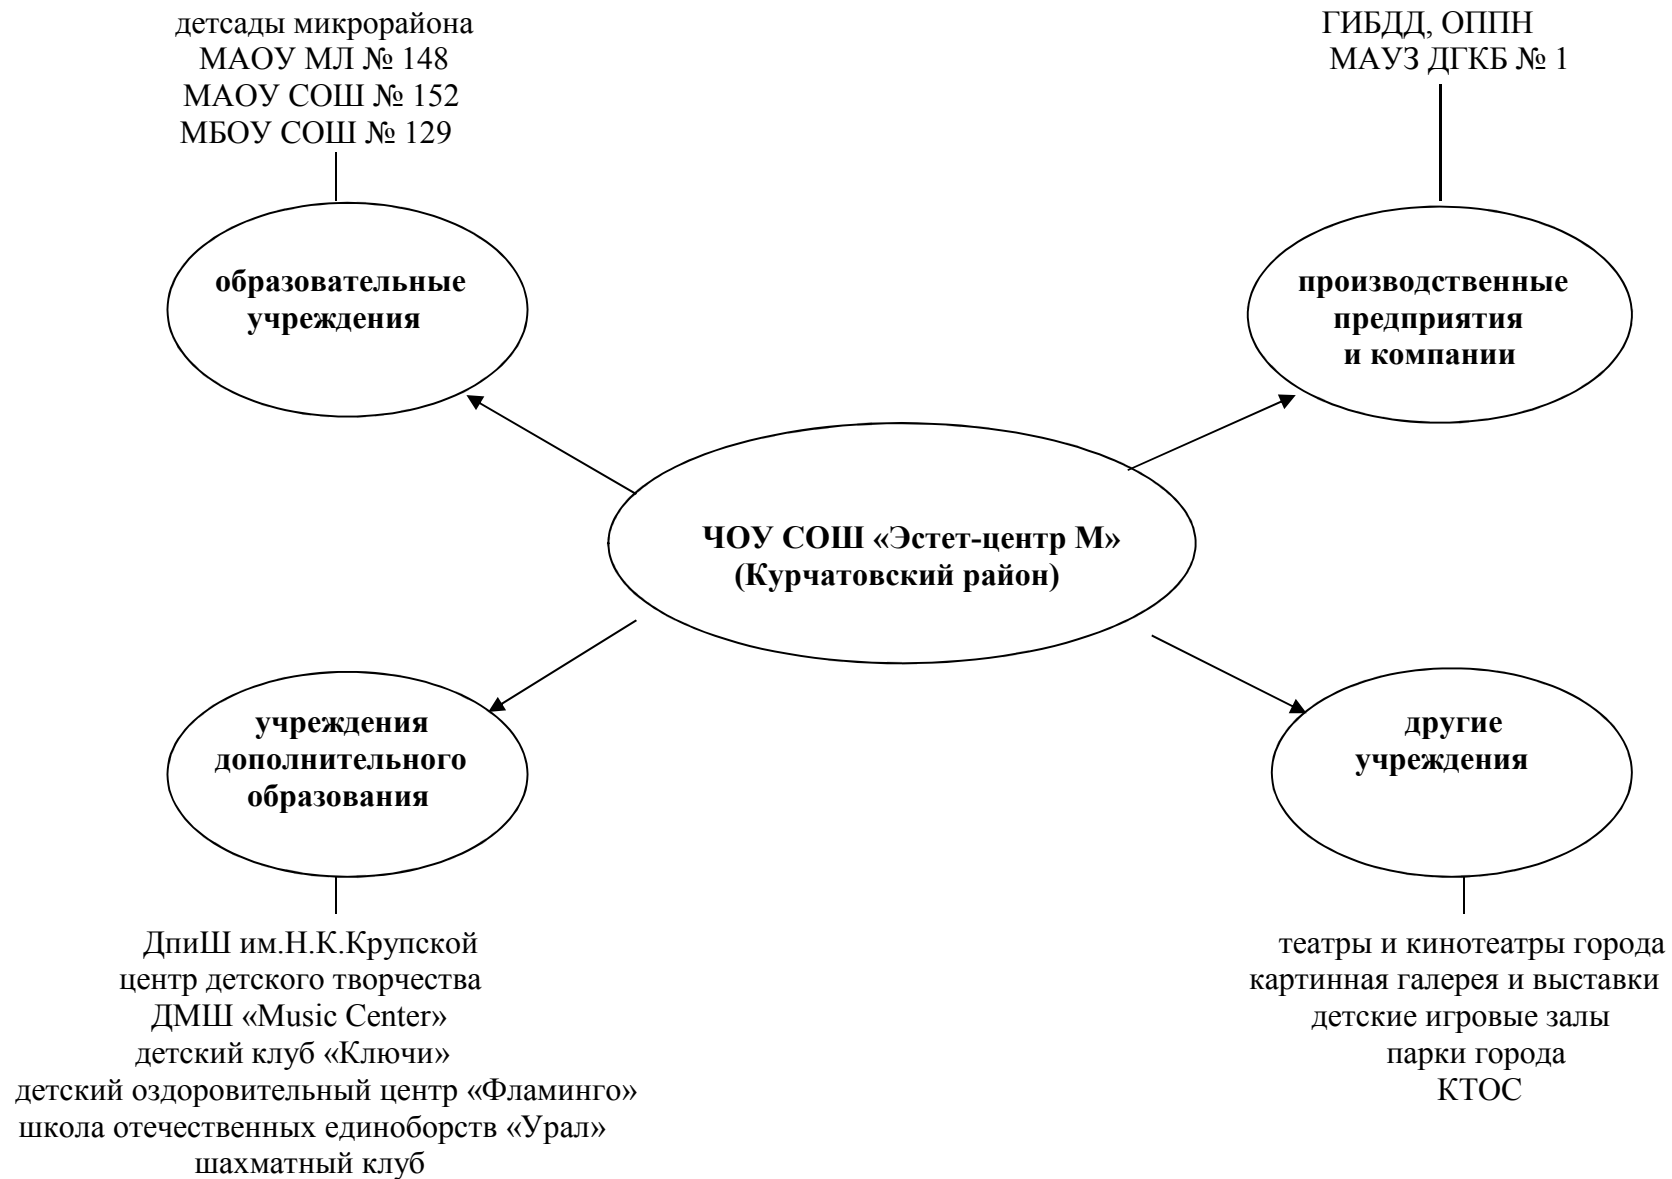 детсады микрорайона
МАОУ МЛ № 148
МАОУ СОШ № 152
МБОУ СОШ № 129
ГИБДД, ОППН
МАУЗ ДГКБ № 1
образовательные
учреждения
производственные
предприятия
и компании
ЧОУ СОШ «Эстет-центр М»
(Курчатовский район)
учреждения
дополнительного
образования
другие
учреждения
ДпиШ им.Н.К.Крупской
центр детского творчества
ДМШ «Music Center»
детский клуб «Ключи»
детский оздоровительный центр «Фламинго»
школа отечественных единоборств «Урал»
шахматный клуб
театры и кинотеатры города
картинная галерея и выставки
детские игровые залы
парки города
КТОС